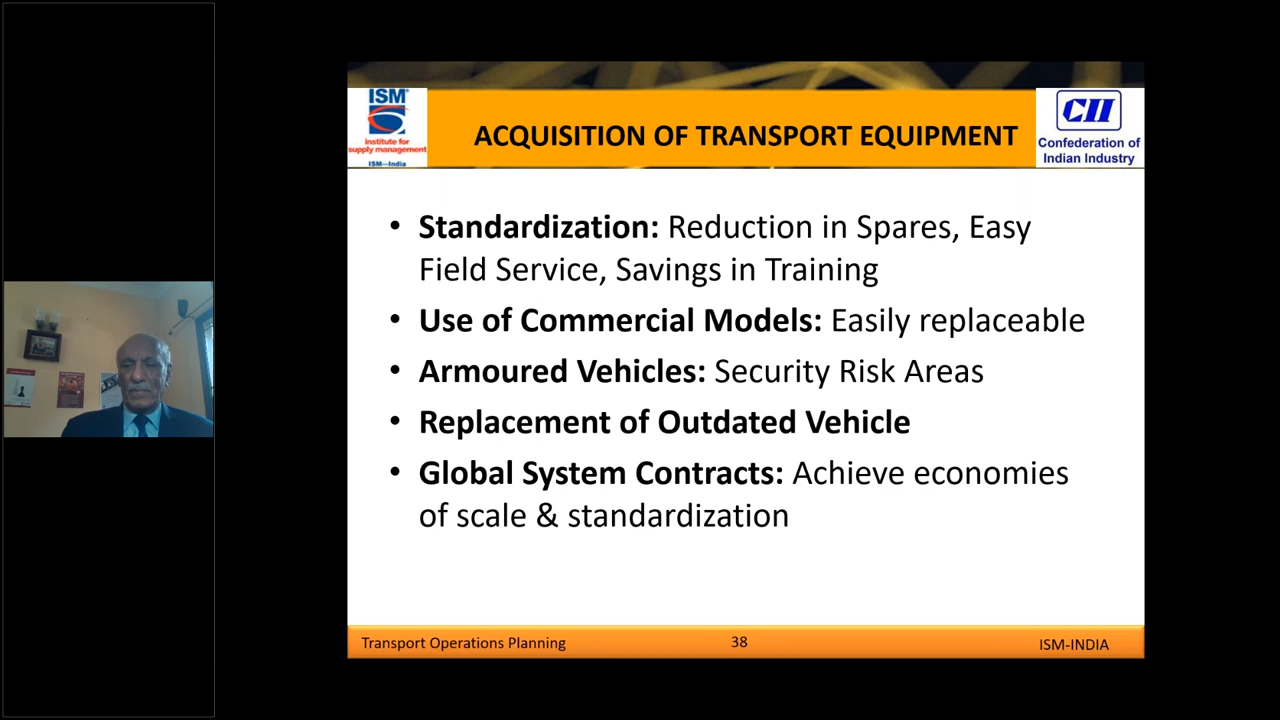 ISM
institute for
supply management
ISM—India
ACQUISITION OF TRANSPORT EQUIPMENT
CII
Confederation of
Indian Industry
• Standardization: Reduction in Spares, Easy
Field Service, Savings in Training
• Use of Commercial Models: Easily replaceable
• Armoured Vehicles: Security Risk Areas
• Replacement of Outdated Vehicle
• Global System Contracts: Achieve economies
of scale & standardization
Transport Operations Planning
38
ISM-INDIA